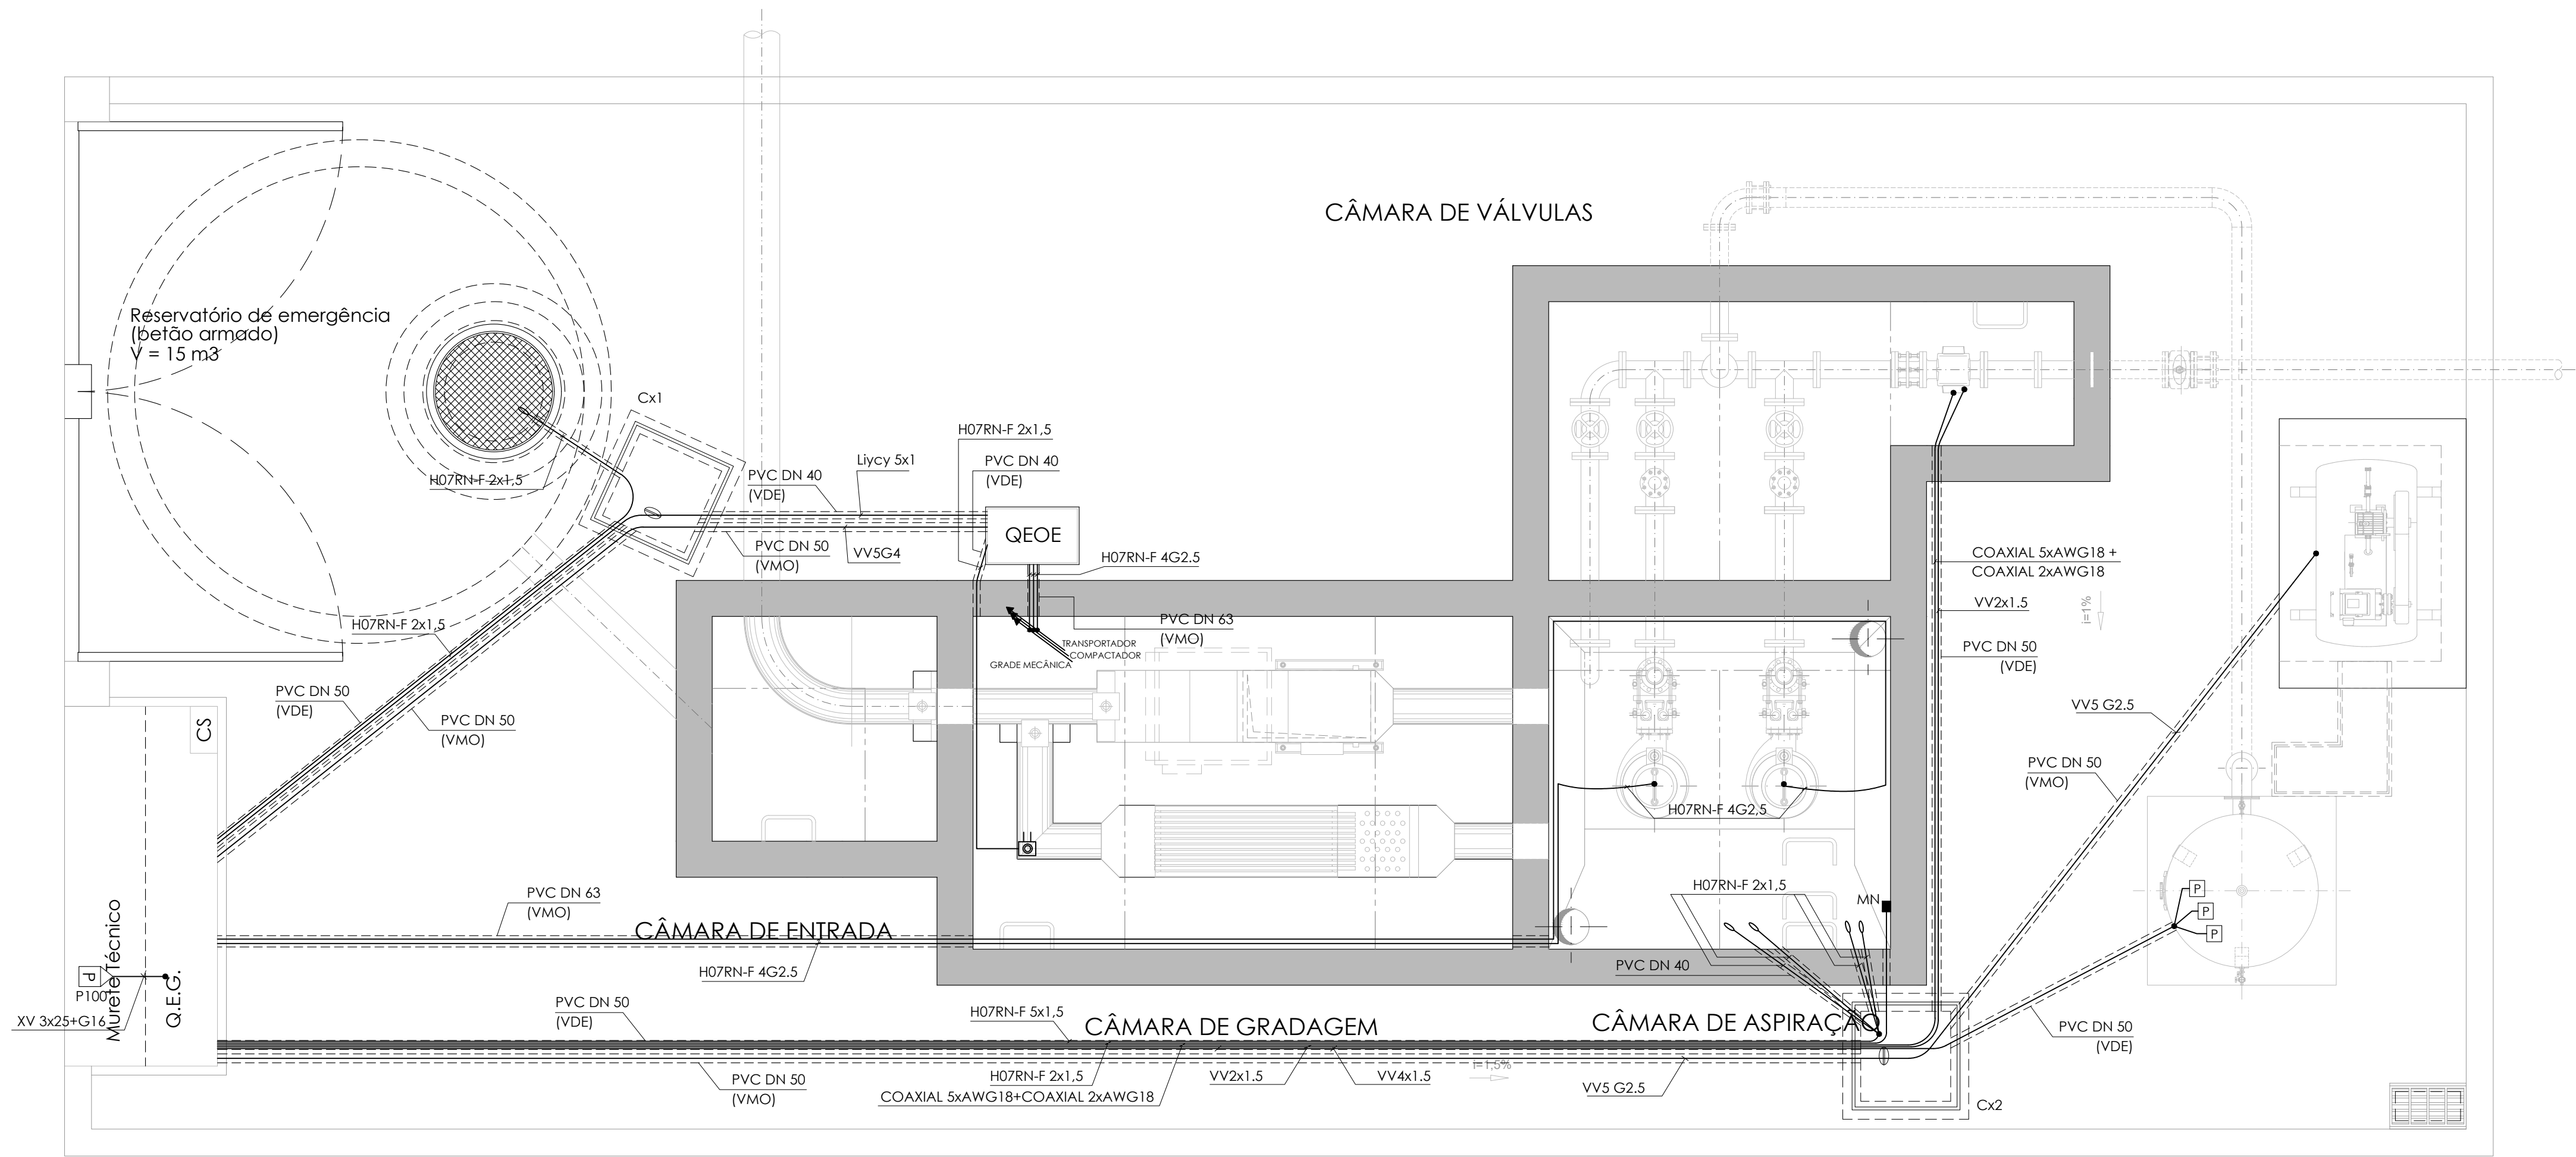 CÂMARA DE VÁLVULAS
Reservatório de emergência
(betão armado)
V = 15 m3
Cx1
H07RN-F 2x1,5
PVC DN 40
(VDE)
Liycy 5x1
H07RN-F 2x1,5
PVC DN 40
(VDE)
QEOE
PVC DN 50
(VMO)
VV5G4
H07RN-F 4G2.5
COAXIAL 5xAWG18 +
COAXIAL 2xAWG18
VV2x1.5
i=1%
H07RN-F 2x1,5
PVC DN 63
(VMO)
TRANSPORTADOR
COMPACTADOR
GRADE MECÂNICA
PVC DN 50
(VDE)
PVC DN 50
(VDE)
PVC DN 50
(VMO)
CS
VV5 G2.5
PVC DN 50
(VMO)
H07RN-F 4G2,5
PVC DN 63
(VMO)
CÂMARA DE ENTRADA
H07RN-F 2x1,5
MN
P
P
P
H07RN-F 4G2.5
PVC DN 40
P
P100
Murete Técnico
Q.E.G.
XV 3x25+G16
PVC DN 50
(VDE)
H07RN-F 5x1,5
CÂMARA DE GRADAGEM
CÂMARA DE ASPIRAÇÃO
PVC DN 50
(VDE)
PVC DN 50
(VMO)
H07RN-F 2x1,5
COAXIAL 5xAWG18+COAXIAL 2xAWG18
VV2x1.5
VV4x1.5
i=1,5%
VV5 G2.5
Cx2